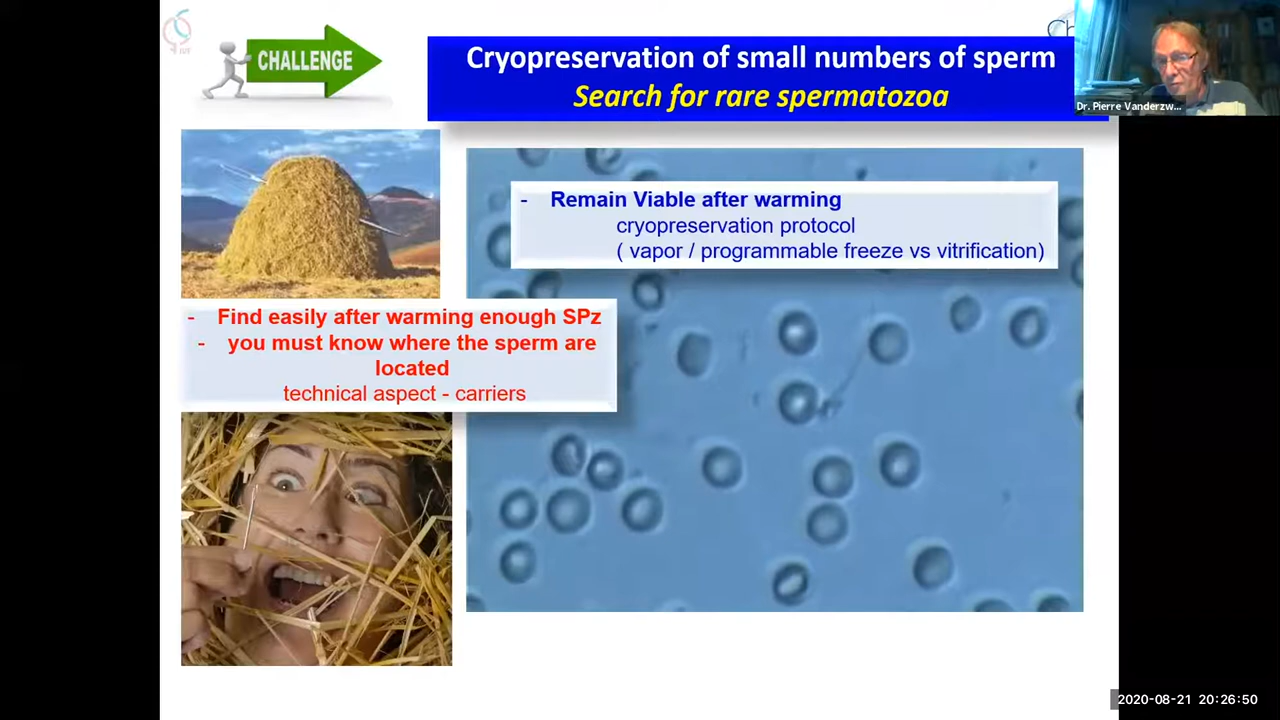 CHALLENGE
Cryopreservation of small numbers of sperm
Search for rare spermatozoa
Dr. Pierre Vanderzw...
- Remain Viable after warming
cryopreservation protocol
( vapor / programmable freeze vs vitrification)
- Find easily after warming enough SPz
- you must know where the sperm are
located
technical aspect - carriers
2020-08-21 20:26:50